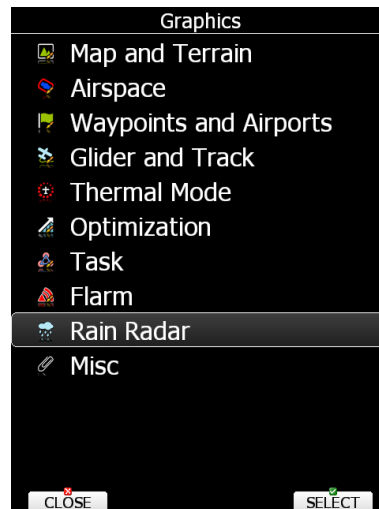 Graphics
Map and Terrain
Airspace
Waypoints and Airports
Glider and Track
Thermal Mode
Optimization
Task
Flarm
Rain Radar
Misc
CLOSE SELECT